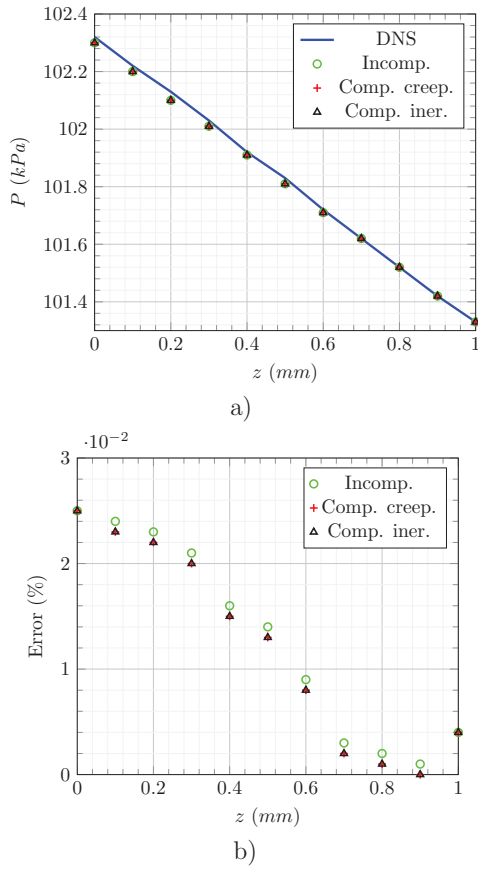 102.4
102.2
102
101.8
101.6
101.4
P (kPa)
DNS
Incomp.
Comp. creep.
Comp. iner.
0 0.2 0.4 0.6 0.8 1
z (mm)
a)
·10−2
3
2
1
0
Error (%)
Incomp.
Comp. creep.
Comp. iner.
0 0.2 0.4 0.6 0.8 1
z (mm)
b)